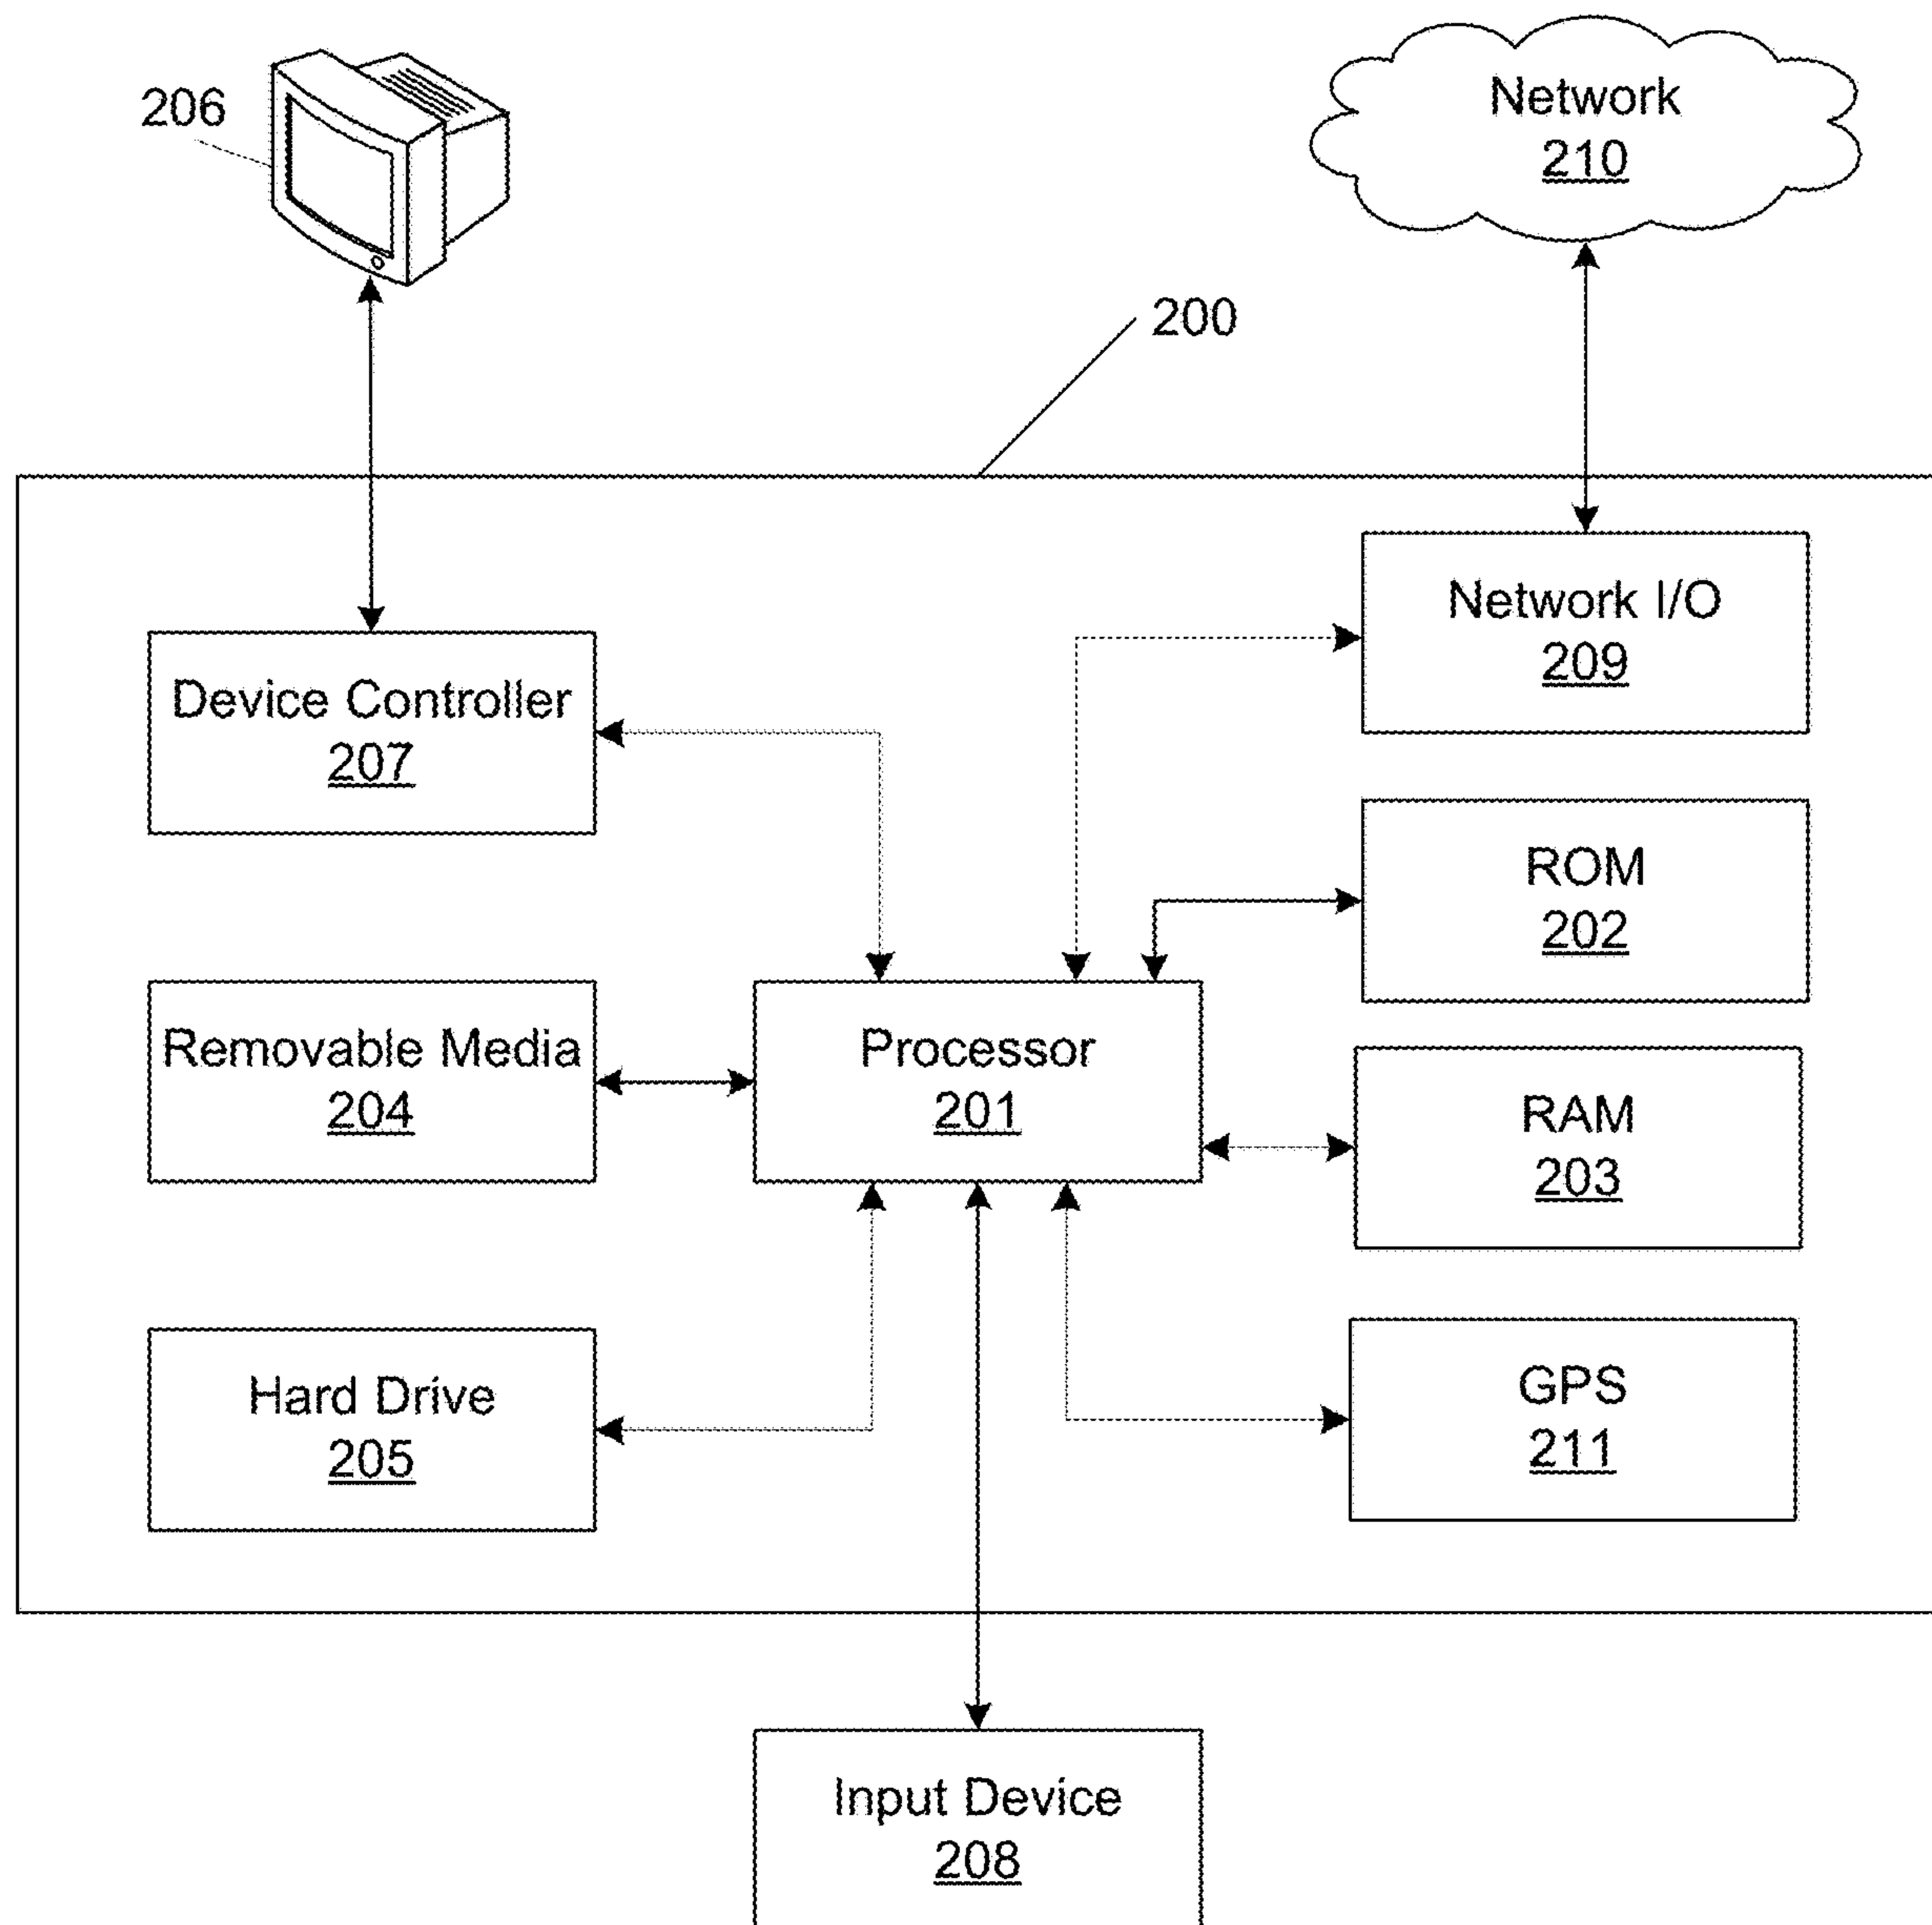 206
Network
210
200
Network I/O
209
Device Controller
207
ROM
202
Removable Media
204
Processor
201
RAM
203
Hard Drive
205
GPS
211
Input Device
208